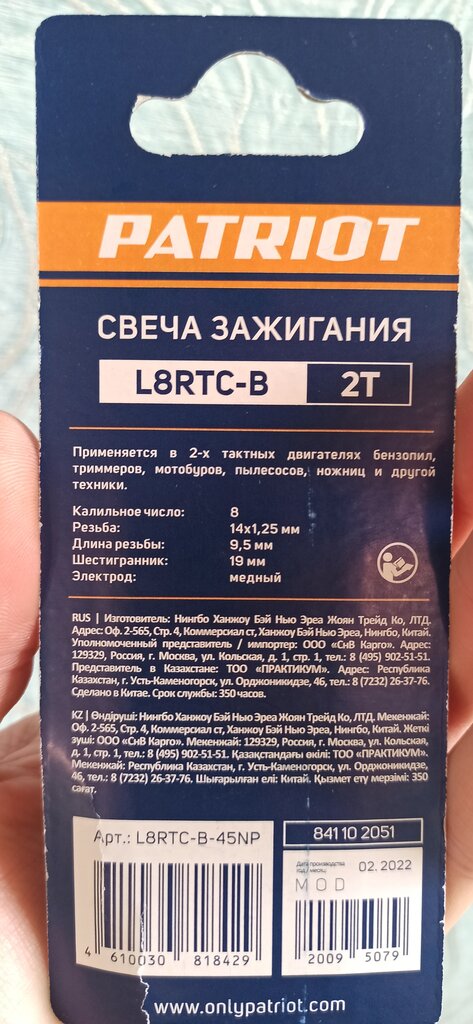 PATRIOT
СВЕЧА ЗАЖИГАНИЯ
L8RTC-B 2T
Применяется в 2-х тактных двигателях бензопил,
триммеров, мотобуров, пылесосов, ножниц и другой
техники.
Калильное число: 8
Резьба: 14x1,25 мм
Длина резьбы: 9,5 мм
Шестигранник: 19 мм
Электрод: медный
RUS | Изготовитель: Нингбо Ханжоу Бэй Нью Эреа Жоян Трейд Ко, ЛТД.
Адрес: Оф. 2-565, Стр. 4, Коммерсиал ст, Ханжоу Бэй Нью Эреа, Нингбо, Китай.
Уполномоченный представитель / импортер: ООО «СнВ Карго». Адрес:
129329, Россия, г. Москва, ул. Кольская, д. 1, стр. 1, тел.: 8 (495) 902-51-51.
Представитель в Казахстане: ТОО «ПРАКТИКУМ». Адрес: Республика
Казахстан, г. Усть-Каменогорск, ул. Орджоникидзе, 46, тел.: 8 (7232) 26-37-76.
Сделано в Китае. Срок службы: 350 часов.
KZ | Өндіруші: Нингбо Ханжоу Бэй Нью Эреа Жоян Трейд Ко, ЛТД. Мекенжай:
Оф. 2-565, Стр. 4, Коммерсиал ст, Ханжоу Бэй Нью Эреа, Нингбо, Китай. Уәкілетті
өкіл: ООО «СнВ Карго». Мекенжай: 129329, Россия, г. Москва, ул. Кольская,
д. 1, стр. 1, тел.: 8 (495) 902-51-51. Қазақстандағы өкілі: ТОО «ПРАКТИКУМ».
Мекенжай: Республика Казахстан, г. Усть-Каменогорск, ул. Орджоникидзе,
46, тел.: 8 (7232) 26-37-76. Шығарылған елі: Китай. Қызмет ету мерзімі: 350
сағат.
Арт.: L8RTC-B-45NP
841 10 2051
Дата производства
год / месяц:
02. 2022
MOD
4 610030 818429
2009 5079
www.onlypatriot.com